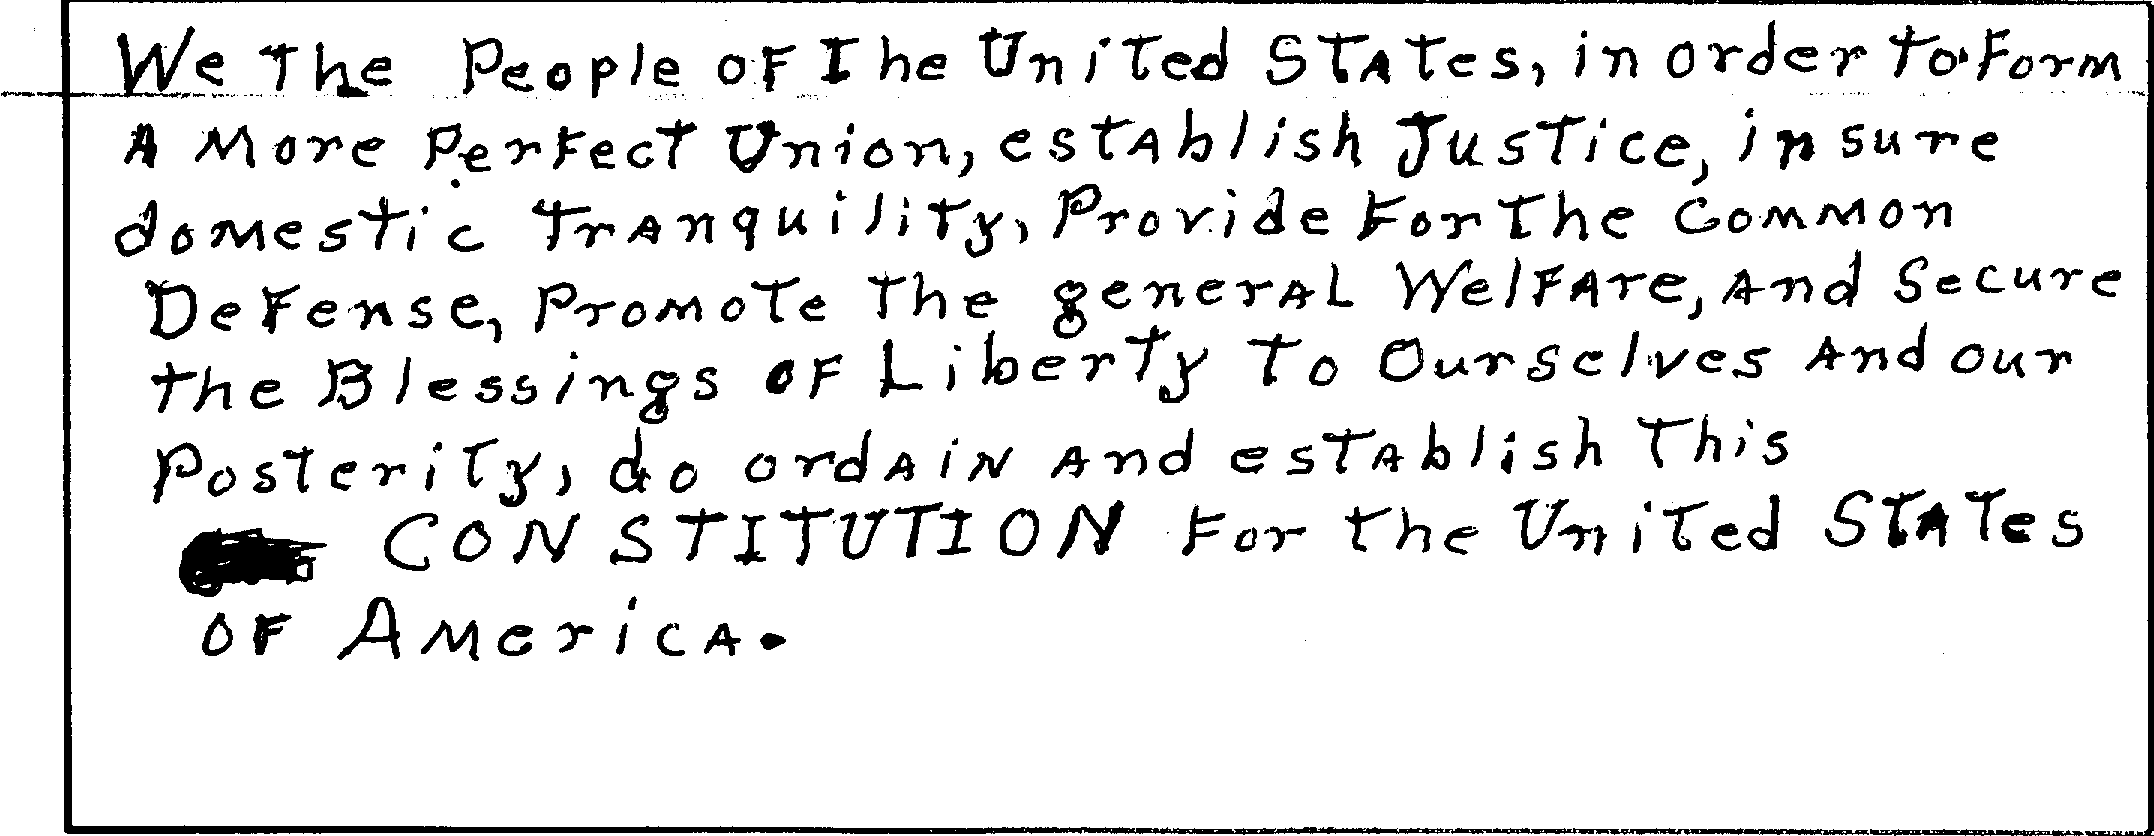 We The People of The United States, in order to form
A More Perfect Union, establish Justice, insure
domestic Tranquility, Provide for The Common
Defense, Promote The general Welfare, And Secure
the Blessings of Liberty To Ourselves And our
Posterity, do ordain And establish This
CONSTITUTION For the United States
of America.